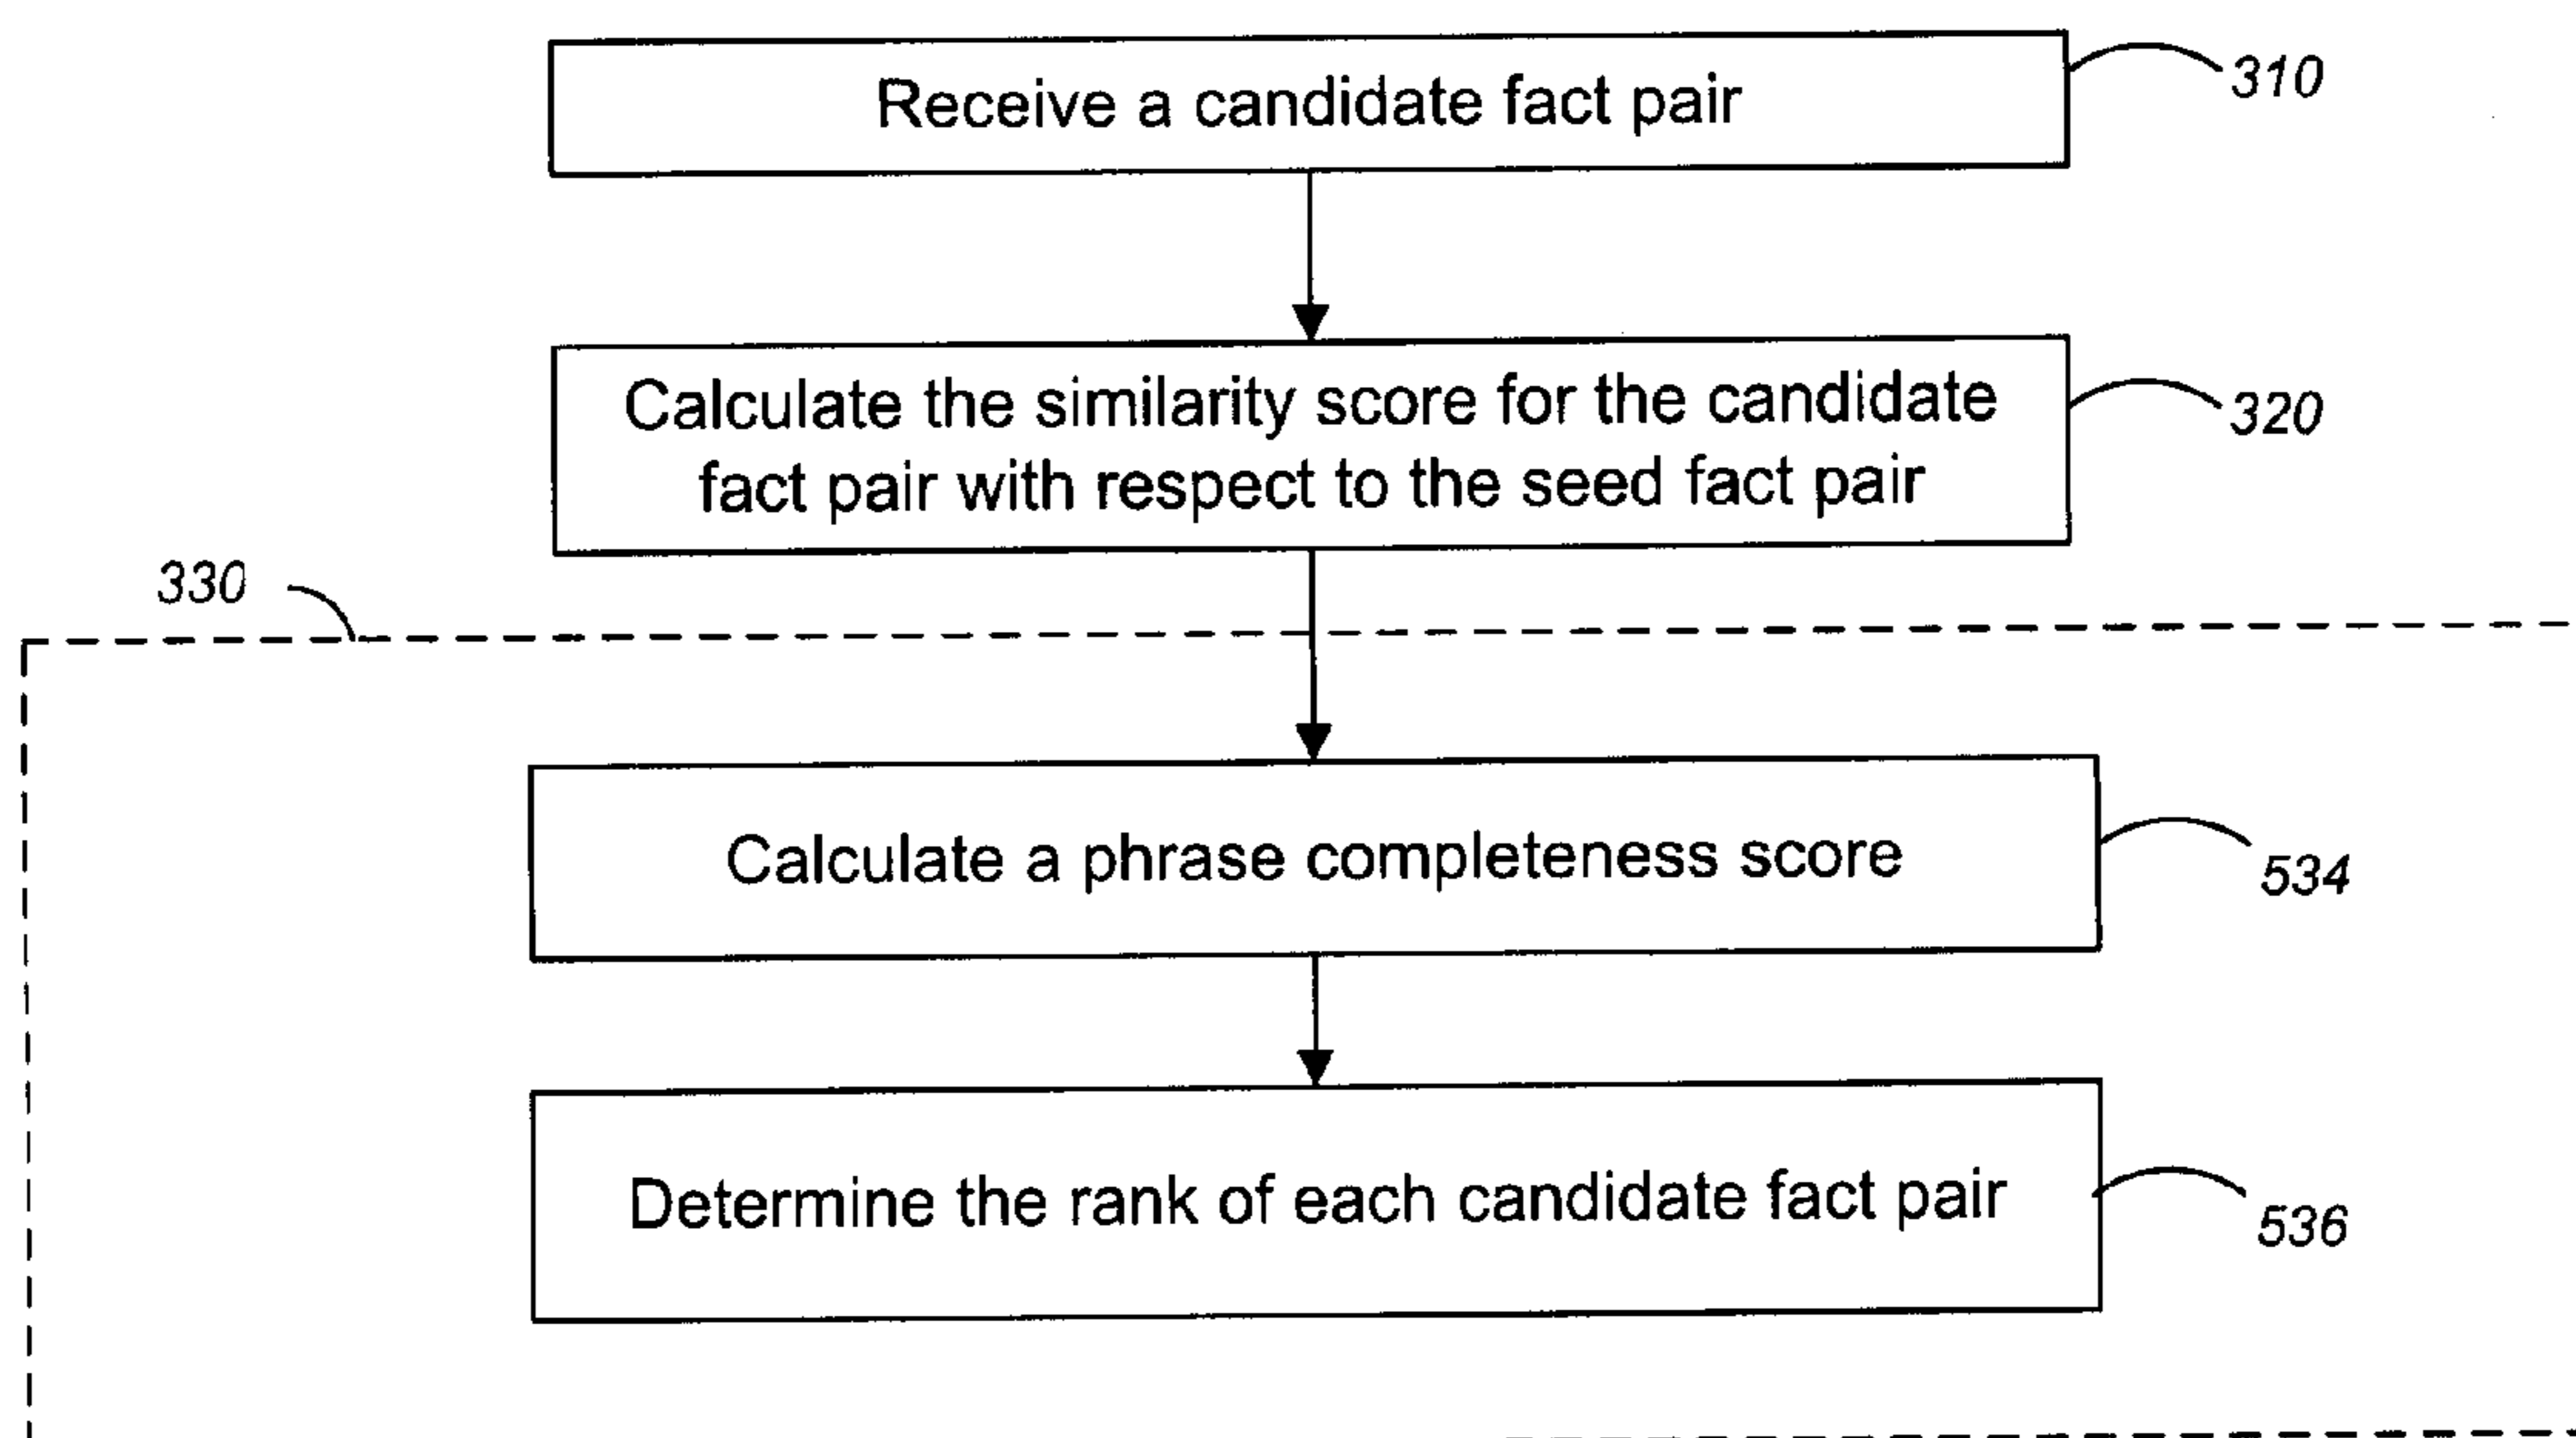 Receive a candidate fact pair
310
Calculate the similarity score for the candidate
fact pair with respect to the seed fact pair
320
330
Calculate a phrase completeness score
534
Determine the rank of each candidate fact pair
536